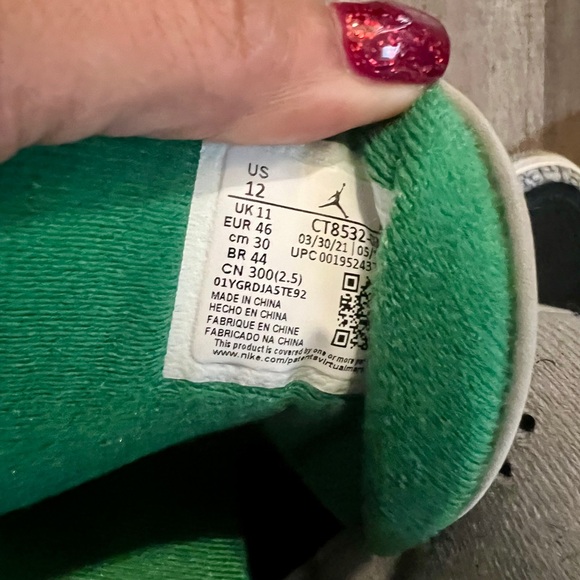 US
12
UK 11
EUR 46
cm 30
BR 44
CN 300(2.5)
01YGRDJA5TE92
CT8532-
03/30/21 | 05/
UPC 00195243
MADE IN CHINA
HECHO EN CHINA
FABRIQUE EN CHINE
FABRICADO NA CHINA
This product is covered by one or more
www.nike.com/